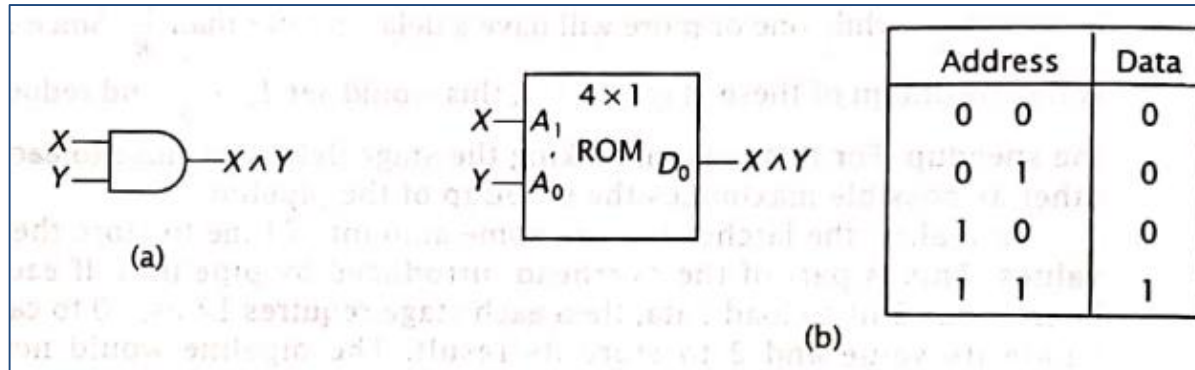 X
Y
X ∧ Y
(a)
4 × 1
ROM
X
A₁
Y
A₀
D₀
X ∧ Y
Address Data
0 0 0
0 1 0
1 0 0
1 1 1
(b)